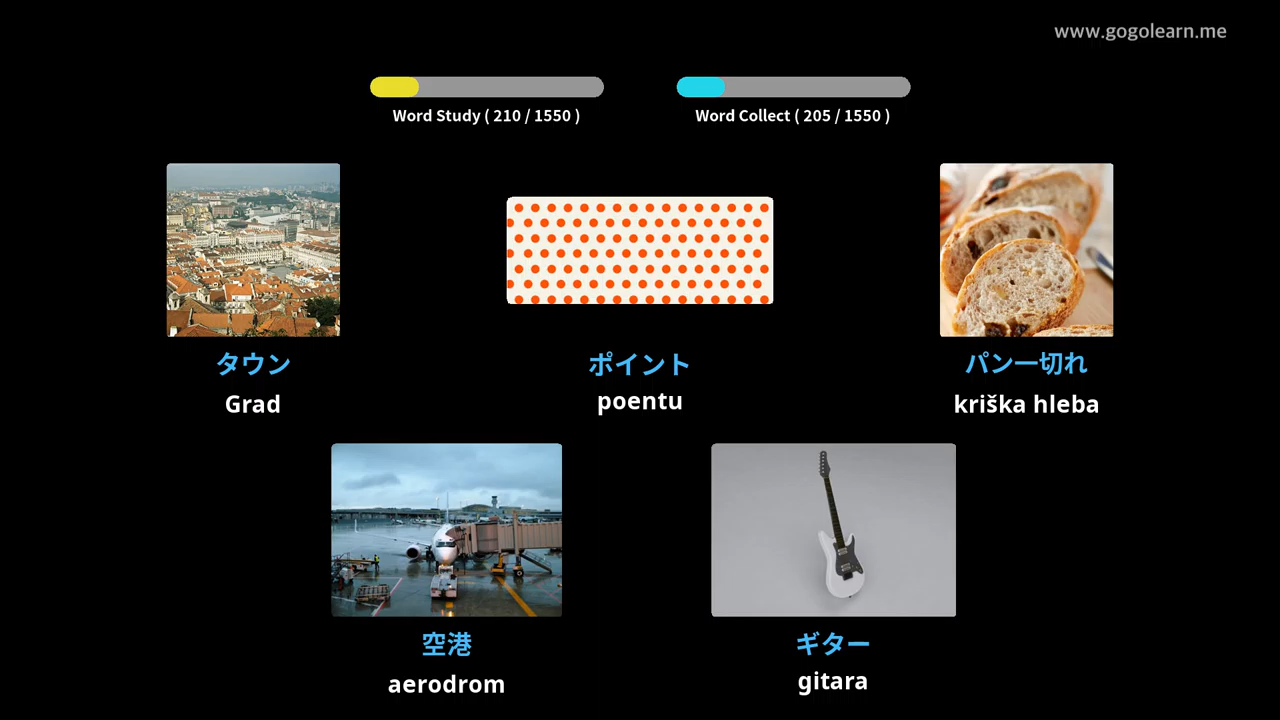 www.gogolearn.me
Word Study ( 210 / 1550 )
Word Collect ( 205 / 1550 )
タウン
Grad
ポイント
poentu
パン一切れ
kriška hleba
空港
aerodrom
ギター
gitara